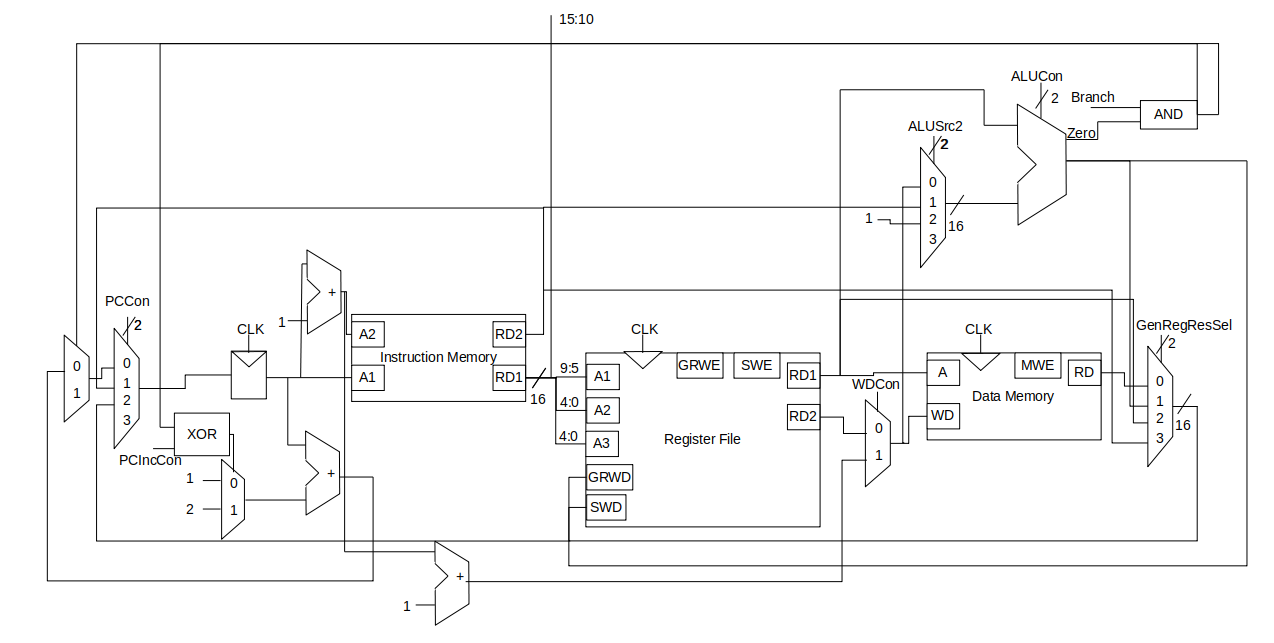 15:10
ALUCon
2
Branch
AND
Zero
ALUSrc2
2
0
1
2
3
1
16
PCCon
2
0
1
0
1
2
3
CLK
+
1
A2
RD2
Instruction Memory
A1
RD1
16
9:5
4:0
4:0
CLK
GRWE
SWE
A1
RD1
A2
RD2
A3
Register File
GRWD
SWD
WDCon
0
1
CLK
A
MWE
RD
Data Memory
WD
GenRegResSel
2
0
1
2
3
16
XOR
PCIncCon
1
0
2
1
+
+
1